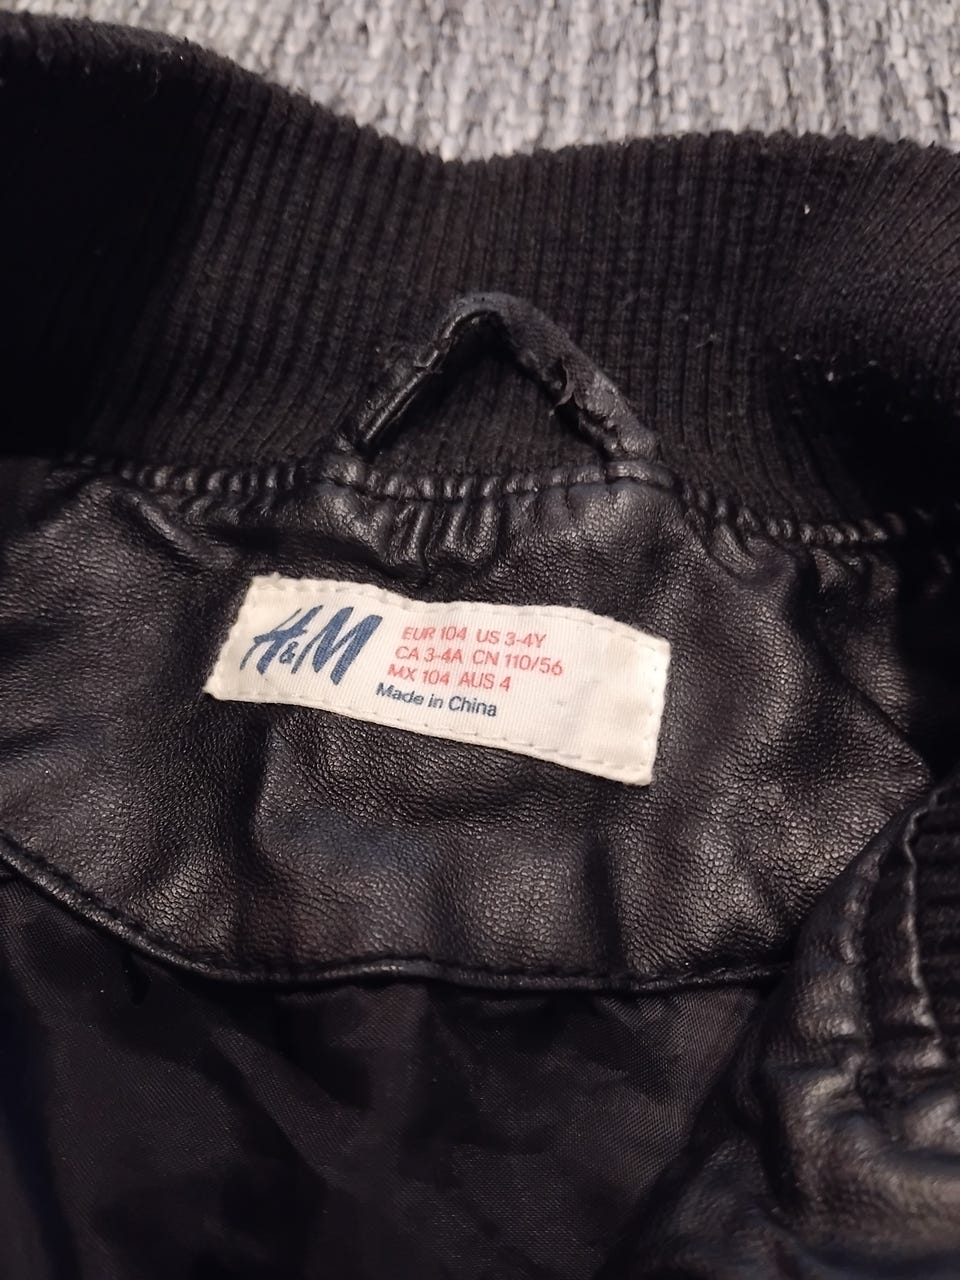 H&M
EUR 104 US 3-4Y
CA 3-4A CN 110/56
MX 104 AUS 4
Made in China